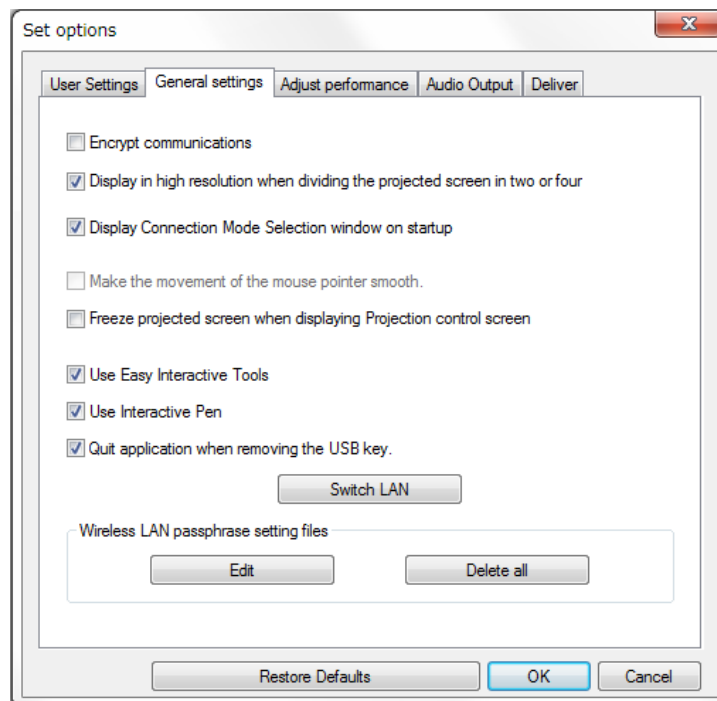 Set options
User Settings
General settings
Adjust performance
Audio Output
Deliver
Encrypt communications
Display in high resolution when dividing the projected screen in two or four
Display Connection Mode Selection window on startup
Make the movement of the mouse pointer smooth.
Freeze projected screen when displaying Projection control screen
Use Easy Interactive Tools
Use Interactive Pen
Quit application when removing the USB key.
Switch LAN
Wireless LAN passphrase setting files
Edit
Delete all
Restore Defaults
OK
Cancel